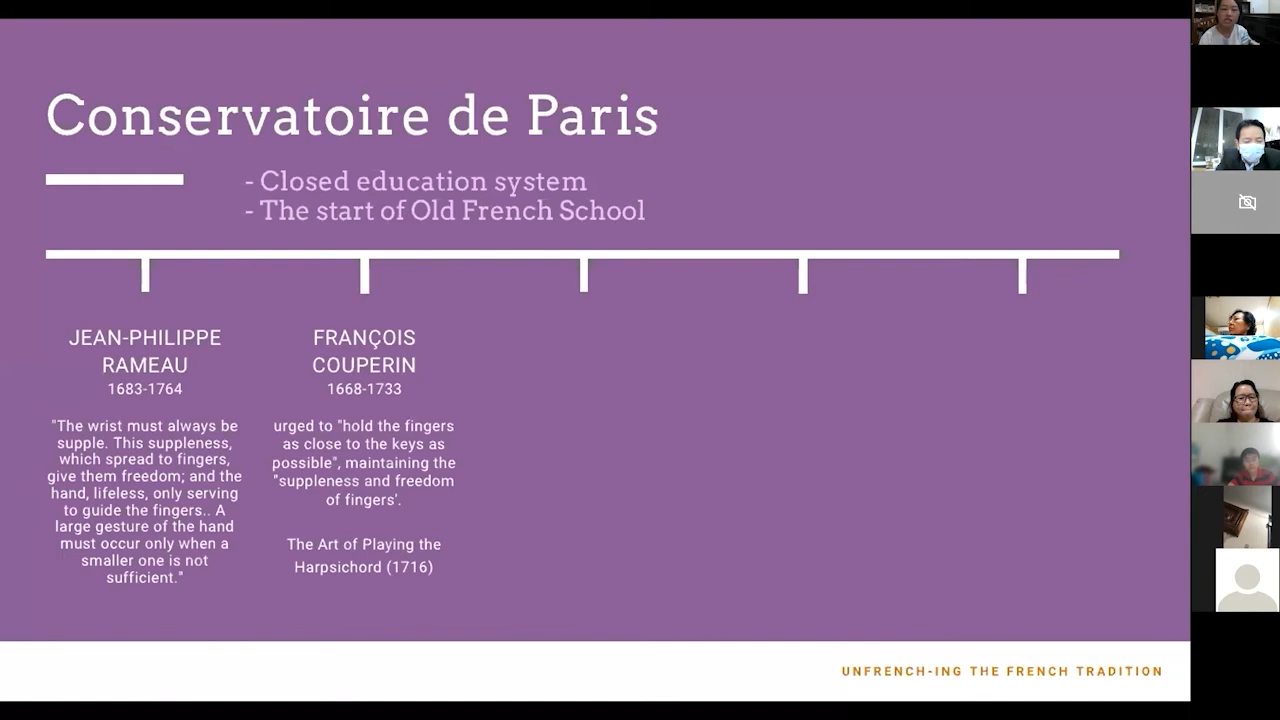 Conservatoire de Paris
- Closed education system
- The start of Old French School
JEAN-PHILIPPE
RAMEAU
1683-1764
"The wrist must always be
supple. This suppleness,
which spread to fingers,
give them freedom; and the
hand, lifeless, only serving
to guide the fingers.. A
large gesture of the hand
must occur only when a
smaller one is not
sufficient."
FRANÇOIS
COUPERIN
1668-1733
urged to "hold the fingers
as close to the keys as
possible", maintaining the
"suppleness and freedom
of fingers'.
The Art of Playing the
Harpsichord (1716)
UNFRENCH-ING THE FRENCH TRADITION